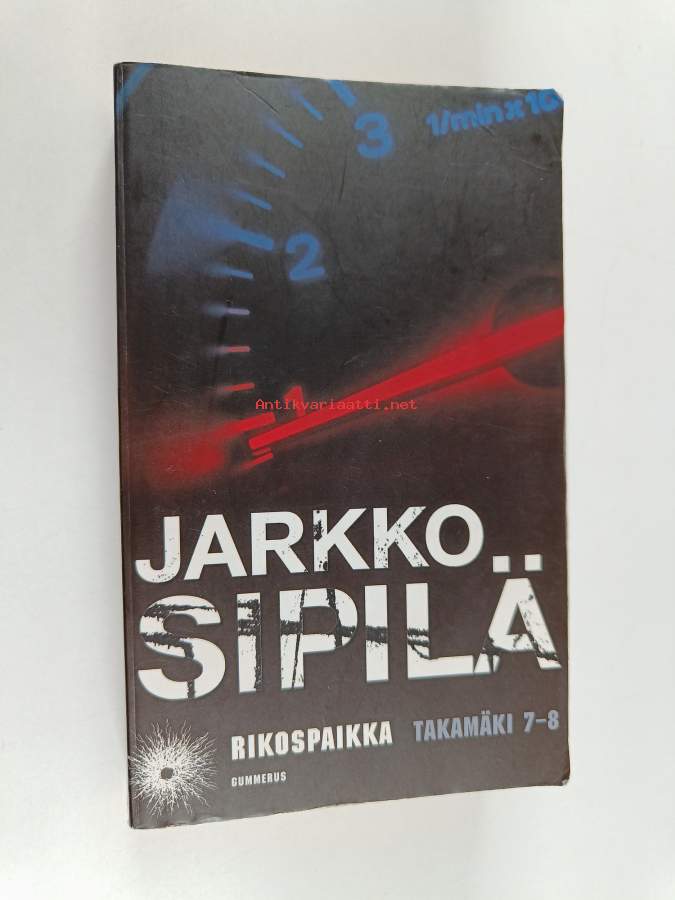 3
1/min x 10
2
1
Antikvariaatti.net
JARKKO
SIPILÄ
RIKOSPAIKKA TAKAMÄKI 7–8
GUMMERUS